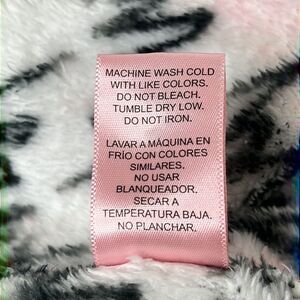 MACHINE WASH COLD
WITH LIKE COLORS.
DO NOT BLEACH.
TUMBLE DRY LOW.
DO NOT IRON.
LAVAR A MÁQUINA EN
FRÍO CON COLORES
SIMILARES.
NO USAR
BLANQUEADOR.
SECAR A
TEMPERATURA BAJA.
NO PLANCHAR.